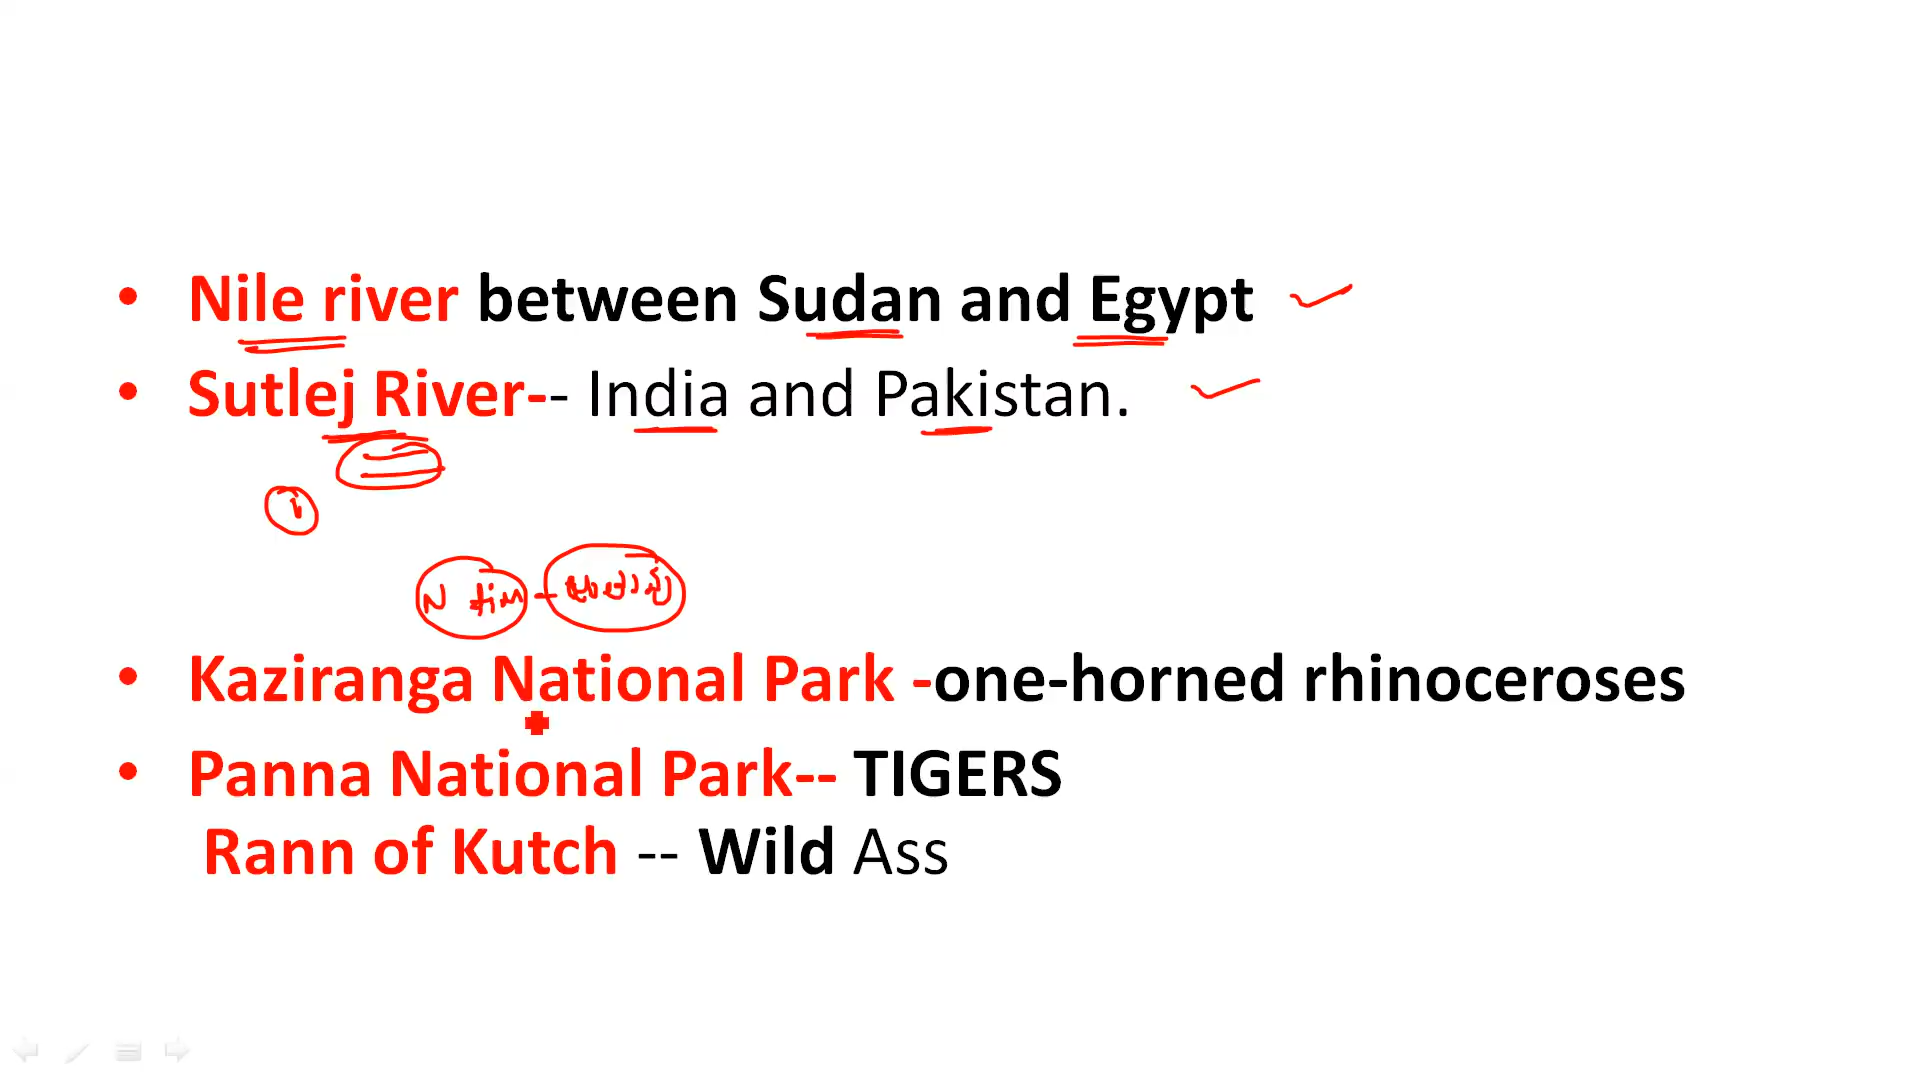 • Nile river between Sudan and Egypt
• Sutlej River-- India and Pakistan.
• Kaziranga National Park -one-horned rhinoceroses
• Panna National Park-- TIGERS
Rann of Kutch -- Wild Ass